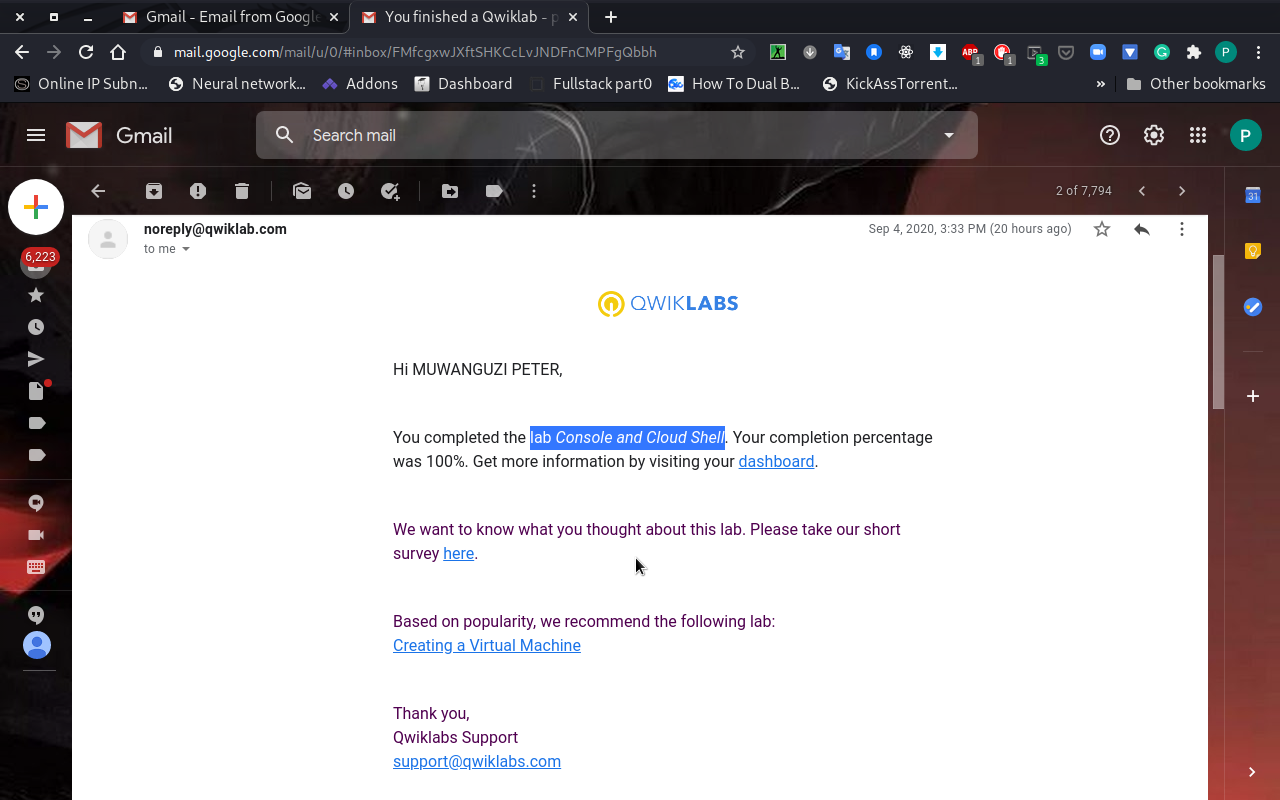 Gmail - Email from Google
You finished a Qwiklab - p
mail.google.com/mail/u/0/#inbox/FMfcgxwJXftSHKCcLvJNDFnCMPFgQbbh
ABP
1
1
3
P
Online IP Subn...
Neural network...
Addons
Dashboard
Fullstack part0
How To Dual B...
KickAssTorrent...
»
Other bookmarks
Gmail
Search mail
P
2 of 7,794
31
noreply@qwiklab.com
Sep 4, 2020, 3:33 PM (20 hours ago)
to me
6,223
QWIKLABS
Hi MUWANGUZI PETER,
You completed the lab Console and Cloud Shell. Your completion percentage
was 100%. Get more information by visiting your dashboard.
We want to know what you thought about this lab. Please take our short
survey here.
Based on popularity, we recommend the following lab:
Creating a Virtual Machine
Thank you,
Qwiklabs Support
support@qwiklabs.com